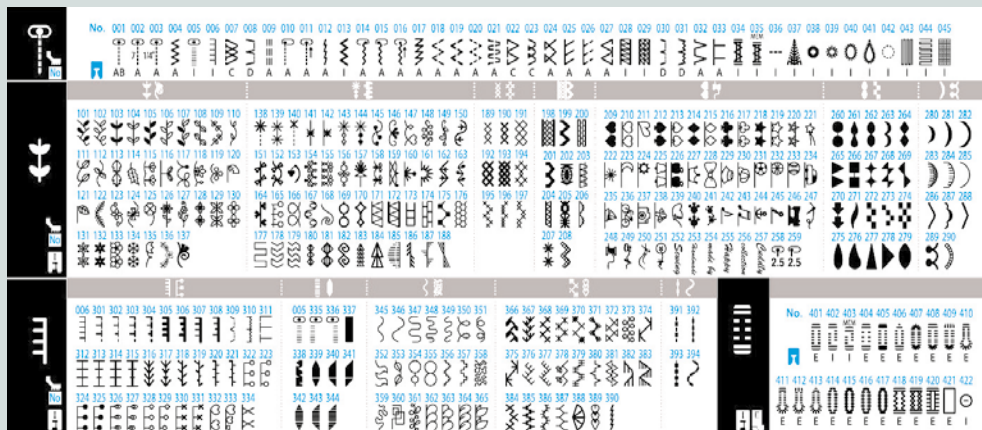 No. 001 002 003 004 005 006 007 008 009 010 011 012 013 014 015 016 017 018 019 020 021 022 023 024 025 026 027 028 029 030 031 032 033 034 035 036 037 038 039 040 041 042 043 044 045
MEM
AB A A A I I C D A A A A I A A A A A A A A C C A A A I I D D A A I I I I I I I I I I I I
No
101 102 103 104 105 106 107 108 109 110 138 139 140 141 142 143 144 145 146 147 148 149 150 189 190 191 198 199 200 209 210 211 212 213 214 215 216 217 218 219 220 221 260 261 262 263 264 280 281 282
111 112 113 114 115 116 117 118 119 120 151 152 153 154 155 156 157 158 159 160 161 162 163 192 193 194 201 202 203 222 223 224 225 226 227 228 229 230 231 232 233 234 265 266 267 268 269 283 284 285
121 122 123 124 125 126 127 128 129 130 164 165 166 167 168 169 170 171 172 173 174 175 176 195 196 197 204 205 206 235 236 237 238 239 240 241 242 243 244 245 246 247 270 271 272 273 274 286 287 288
131 132 133 134 135 136 137 177 178 179 180 181 182 183 184 185 186 187 188 207 208 248 249 250 251 252 253 254 255 256 257 258 259 275 276 277 278 279 289 290
2.5 2.5
No
006 301 302 303 304 305 306 307 308 309 310 311 005 335 336 337 345 346 347 348 349 350 351 366 367 368 369 370 371 372 373 374 391 392
No. 401 402 403 404 405 406 407 408 409 410
MEM
E I I E E E E E E E
312 313 314 315 316 317 318 319 320 321 322 323 338 339 340 341 352 353 354 355 356 357 358 375 376 377 378 379 380 381 382 383 393 394
411 412 413 414 415 416 417 418 419 420 421 422
E E E E E E E E E E E I
324 325 326 327 328 329 330 331 332 333 334 342 343 344 359 360 361 362 363 364 365 384 385 386 387 388 389 390
No